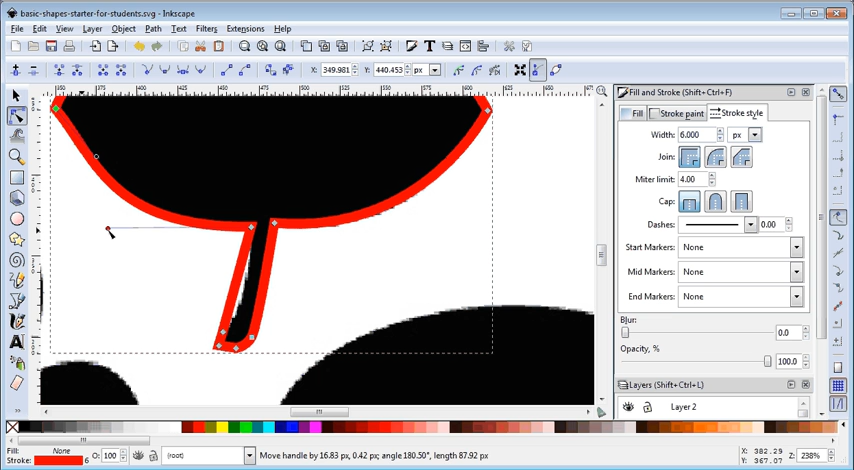 basic-shapes-starter-for-students.svg - Inkscape
File Edit View Layer Object Path Text Filters Extensions Help
X: 349.981 Y: 440.453 px
Fill and Stroke (Shift+Ctrl+F)
Fill Stroke paint Stroke style
Width: 6.000 px
Join:
Miter limit: 4.00
Cap:
Dashes: 0.00
Start Markers: None
Mid Markers: None
End Markers: None
Blur:
0.0
Opacity, %
100.0
Layers (Shift+Ctrl+L)
Layer 2
Fill: None
Stroke: 6 O: 100 (root) Move handle by 16.83 px, 0.42 px; angle 180.50°, length 87.92 px X: 382.29 Y: 367.07 Z: 238%